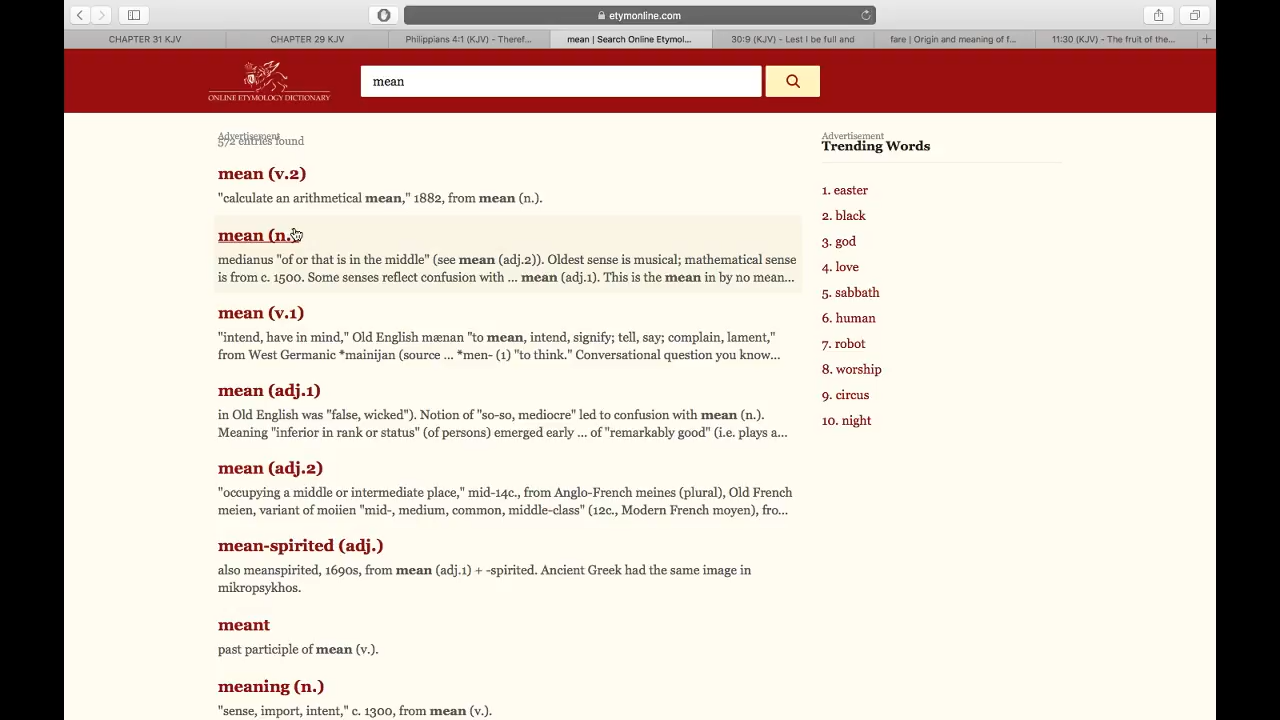 etymonline.com
CHAPTER 31 KJV
CHAPTER 29 KJV
Philippians 4:1 (KJV) - Theref...
mean | Search Online Etymol...
30:9 (KJV) - Lest I be full and
fare | Origin and meaning of f...
11:30 (KJV) - The fruit of the...
ONLINE ETYMOLOGY DICTIONARY
mean
Advertisement
572 entries found
mean (v.2)
"calculate an arithmetical mean," 1882, from mean (n.).
mean (n.
medianus "of or that is in the middle" (see mean (adj.2)). Oldest sense is musical; mathematical sense
is from c. 1500. Some senses reflect confusion with ... mean (adj.1). This is the mean in by no mean...
mean (v.1)
"intend, have in mind," Old English mænan "to mean, intend, signify; tell, say; complain, lament,"
from West Germanic *mainijan (source ... *men- (1) "to think." Conversational question you know...
mean (adj.1)
in Old English was "false, wicked"). Notion of "so-so, mediocre" led to confusion with mean (n.).
Meaning "inferior in rank or status" (of persons) emerged early ... of "remarkably good" (i.e. plays a...
mean (adj.2)
"occupying a middle or intermediate place," mid-14c., from Anglo-French meines (plural), Old French
meien, variant of moiien "mid-, medium, common, middle-class" (12c., Modern French moyen), fro...
mean-spirited (adj.)
also meanspirited, 1690s, from mean (adj.1) + -spirited. Ancient Greek had the same image in
mikropsykhos.
meant
past participle of mean (v.).
meaning (n.)
"sense, import, intent," c. 1300, from mean (v.).
Advertisement
Trending Words
1. easter
2. black
3. god
4. love
5. sabbath
6. human
7. robot
8. worship
9. circus
10. night